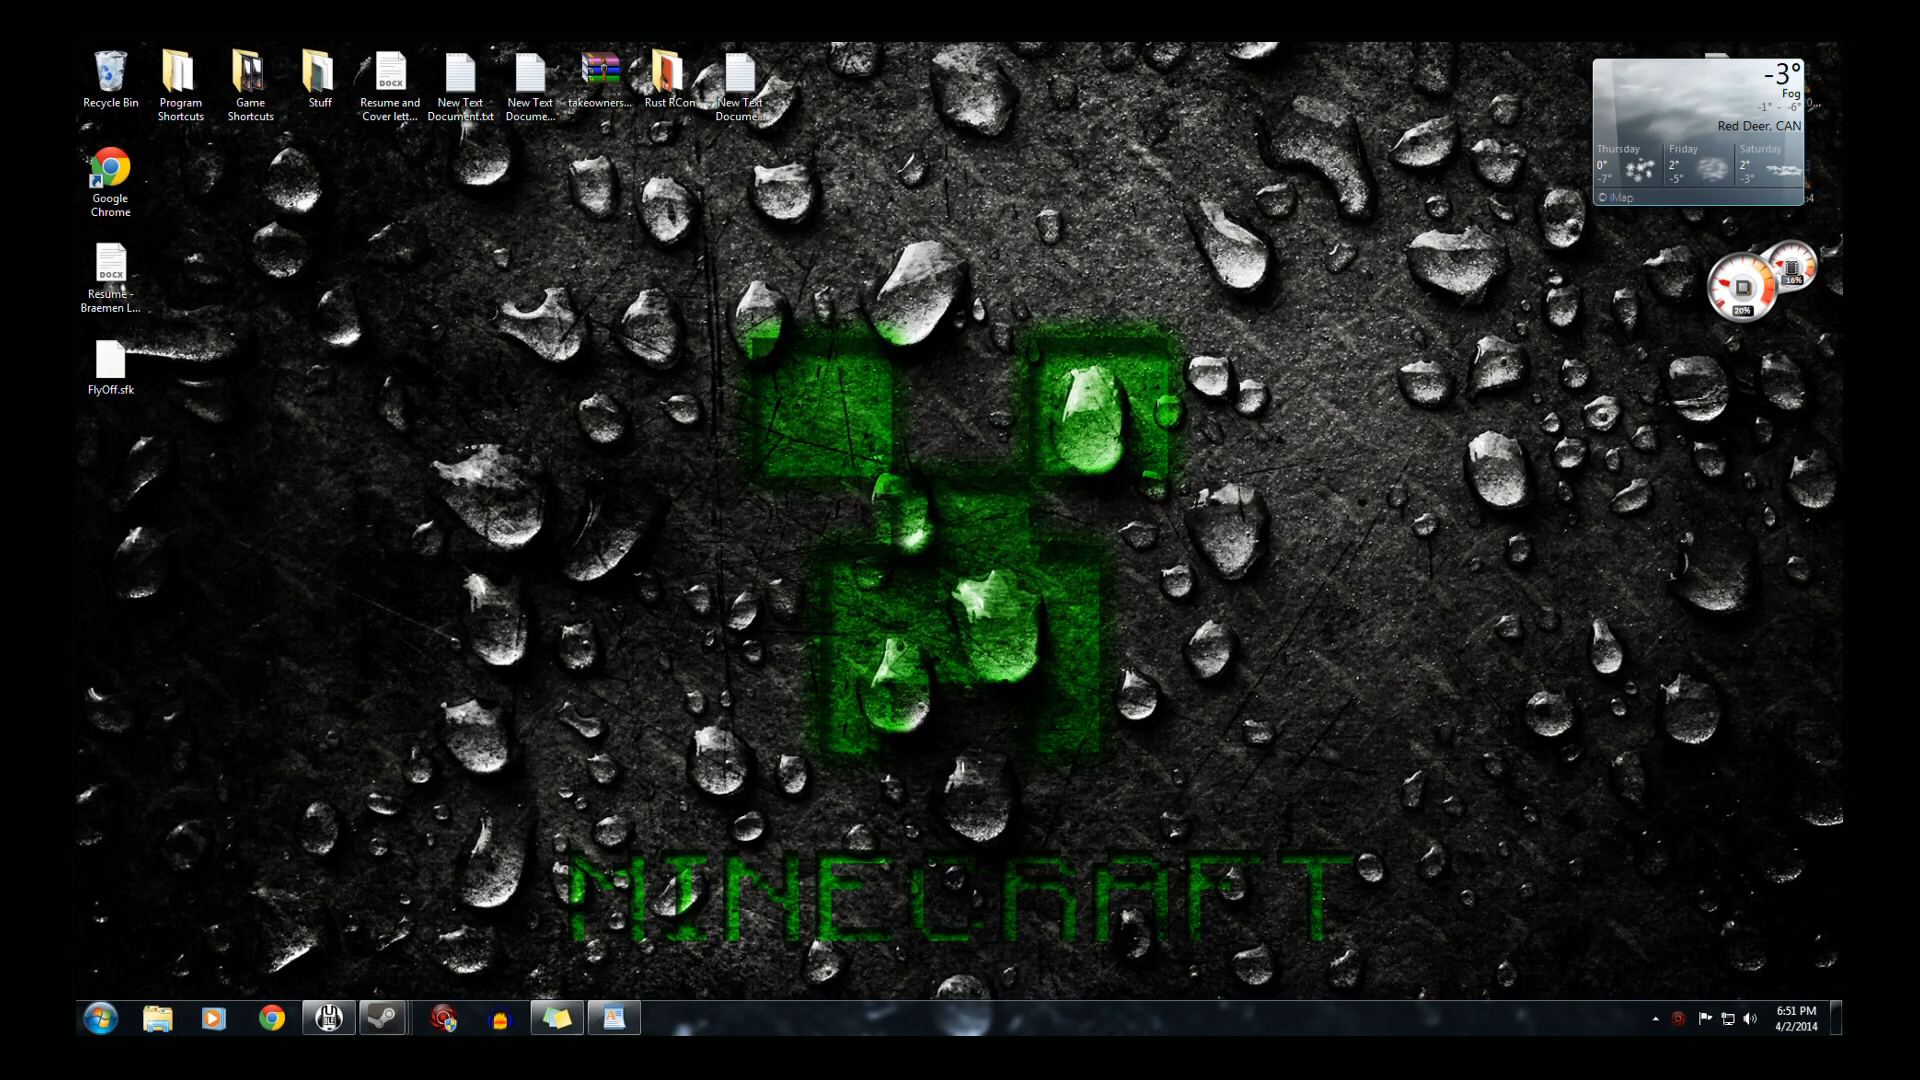 Recycle Bin
Program
Shortcuts
Game
Shortcuts
Stuff
Resume and
Cover lett...
New Text
Document.txt
New Text
Docume...
takeowners...
Rust RCon
New Text
Docume...
Google
Chrome
DOCX
DOCX
Resume -
Braemen L...
FlyOff.sfk
-3°
Fog
-1° - -6°
Red Deer, CAN
Thursday
0°
-7°
Friday
2°
-5°
Saturday
2°
-3°
© iMap
20%
16%
MINECRAFT
6:51 PM
4/2/2014